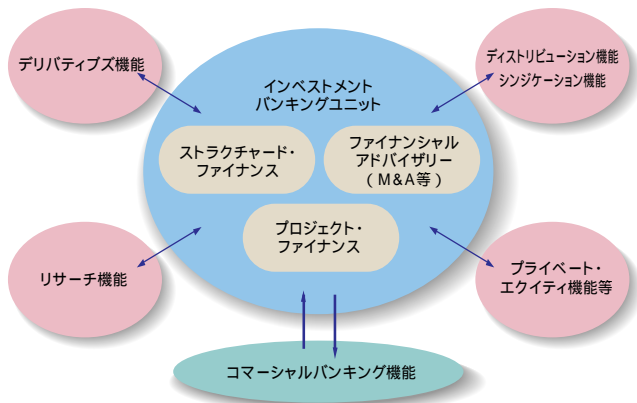 デリバティブズ機能
ディストリビューション機能
シンジケーション機能
インベストメント
バンキングユニット
ストラクチャード・
ファイナンス
ファイナンシャル
アドバイザリー
(M&A等)
プロジェクト・
ファイナンス
リサーチ機能
プライベート・
エクイティ機能等
コマーシャルバンキング機能